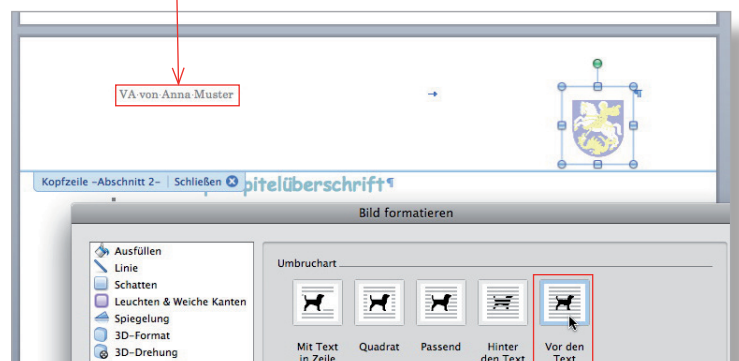 VA von Anna Muster → ¶
Kopfzeile –Abschnitt 2– | Schließen
pitelüberschrift¶
Bild formatieren
Ausfüllen
Linie
Schatten
Leuchten & Weiche Kanten
Spiegelung
3D–Format
3D–Drehung
Umbruchart
Mit Text in Zeile
Quadrat
Passend
Hinter den Text
Vor den Text